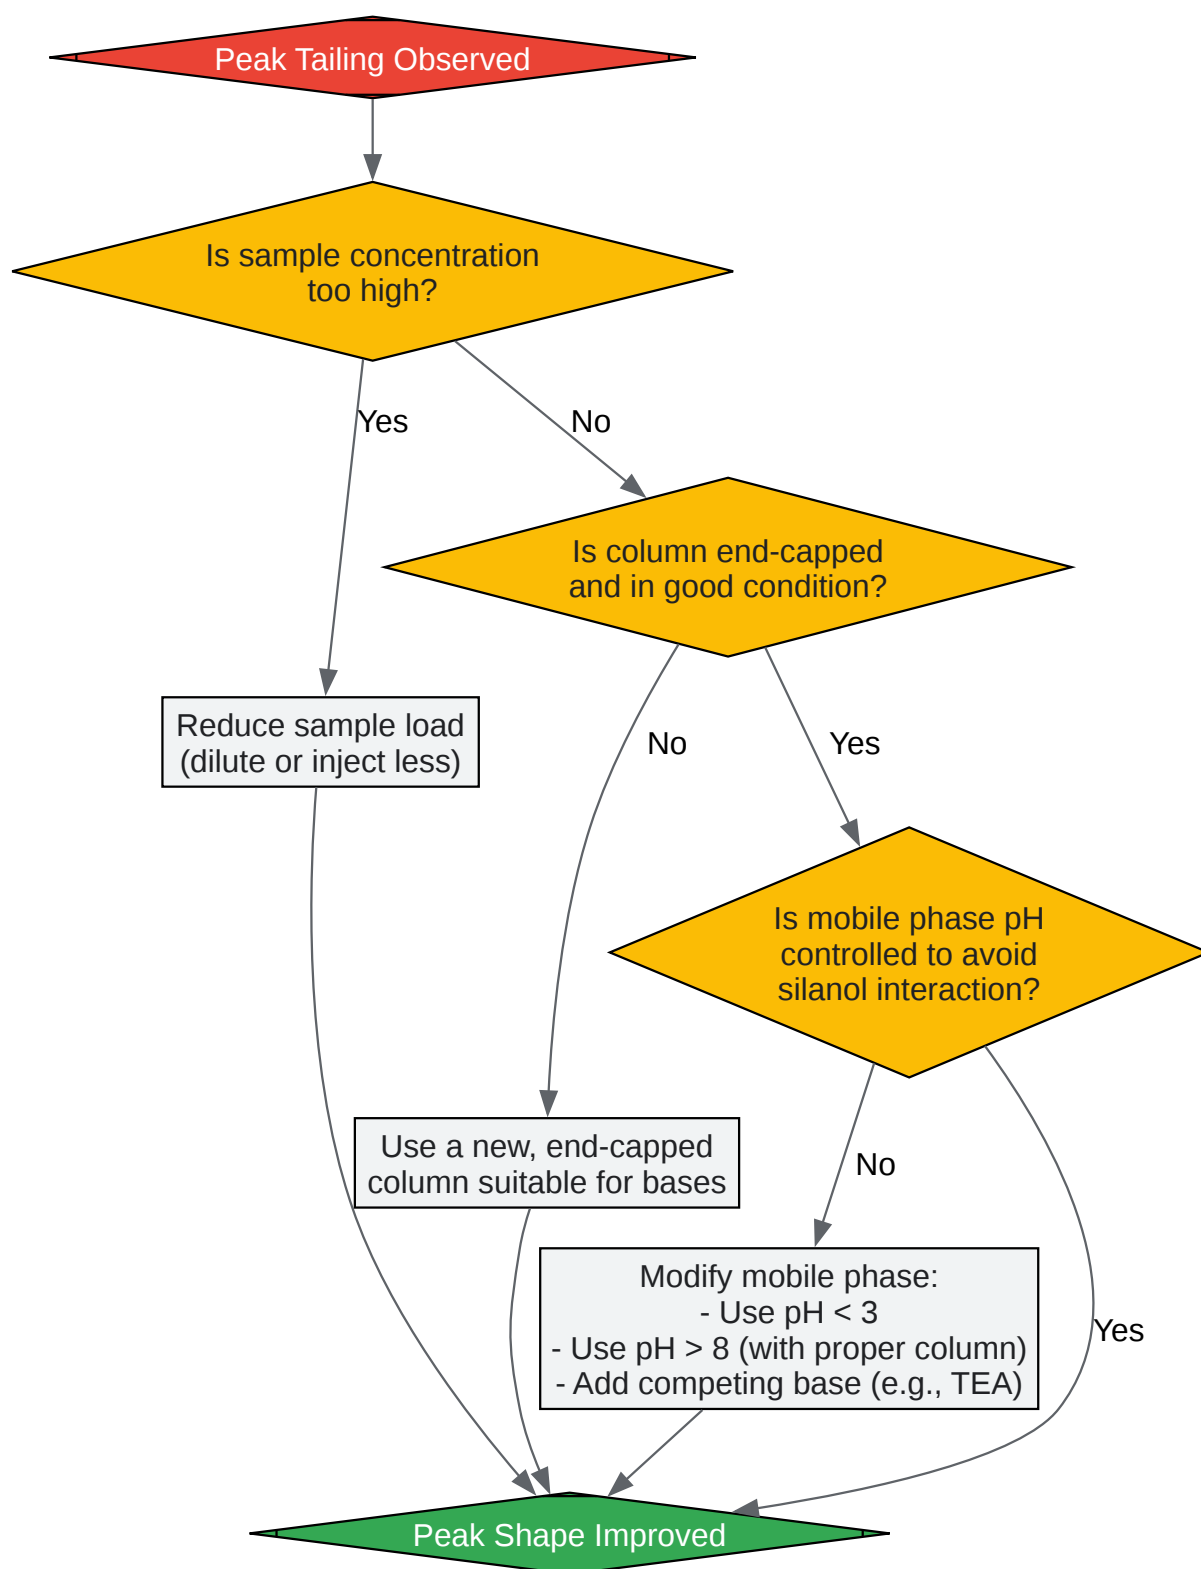 Peak Tailing Observed
Is sample concentration
too high?
Yes
No
Is column end-capped
and in good condition?
Reduce sample load
(dilute or inject less)
No
Yes
Is mobile phase pH
controlled to avoid
silanol interaction?
Use a new, end-capped
column suitable for bases
No
Modify mobile phase:
- Use pH < 3
- Use pH > 8 (with proper column)
- Add competing base (e.g., TEA)
Yes
Peak Shape Improved